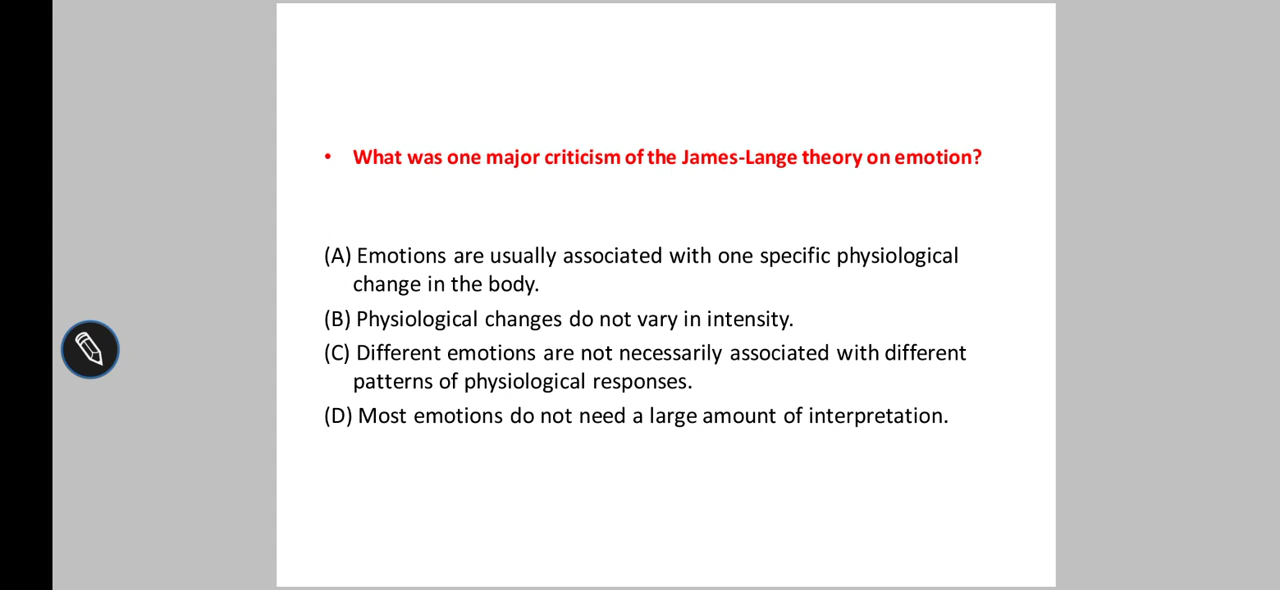 • What was one major criticism of the James-Lange theory on emotion?
(A) Emotions are usually associated with one specific physiological
change in the body.
(B) Physiological changes do not vary in intensity.
(C) Different emotions are not necessarily associated with different
patterns of physiological responses.
(D) Most emotions do not need a large amount of interpretation.